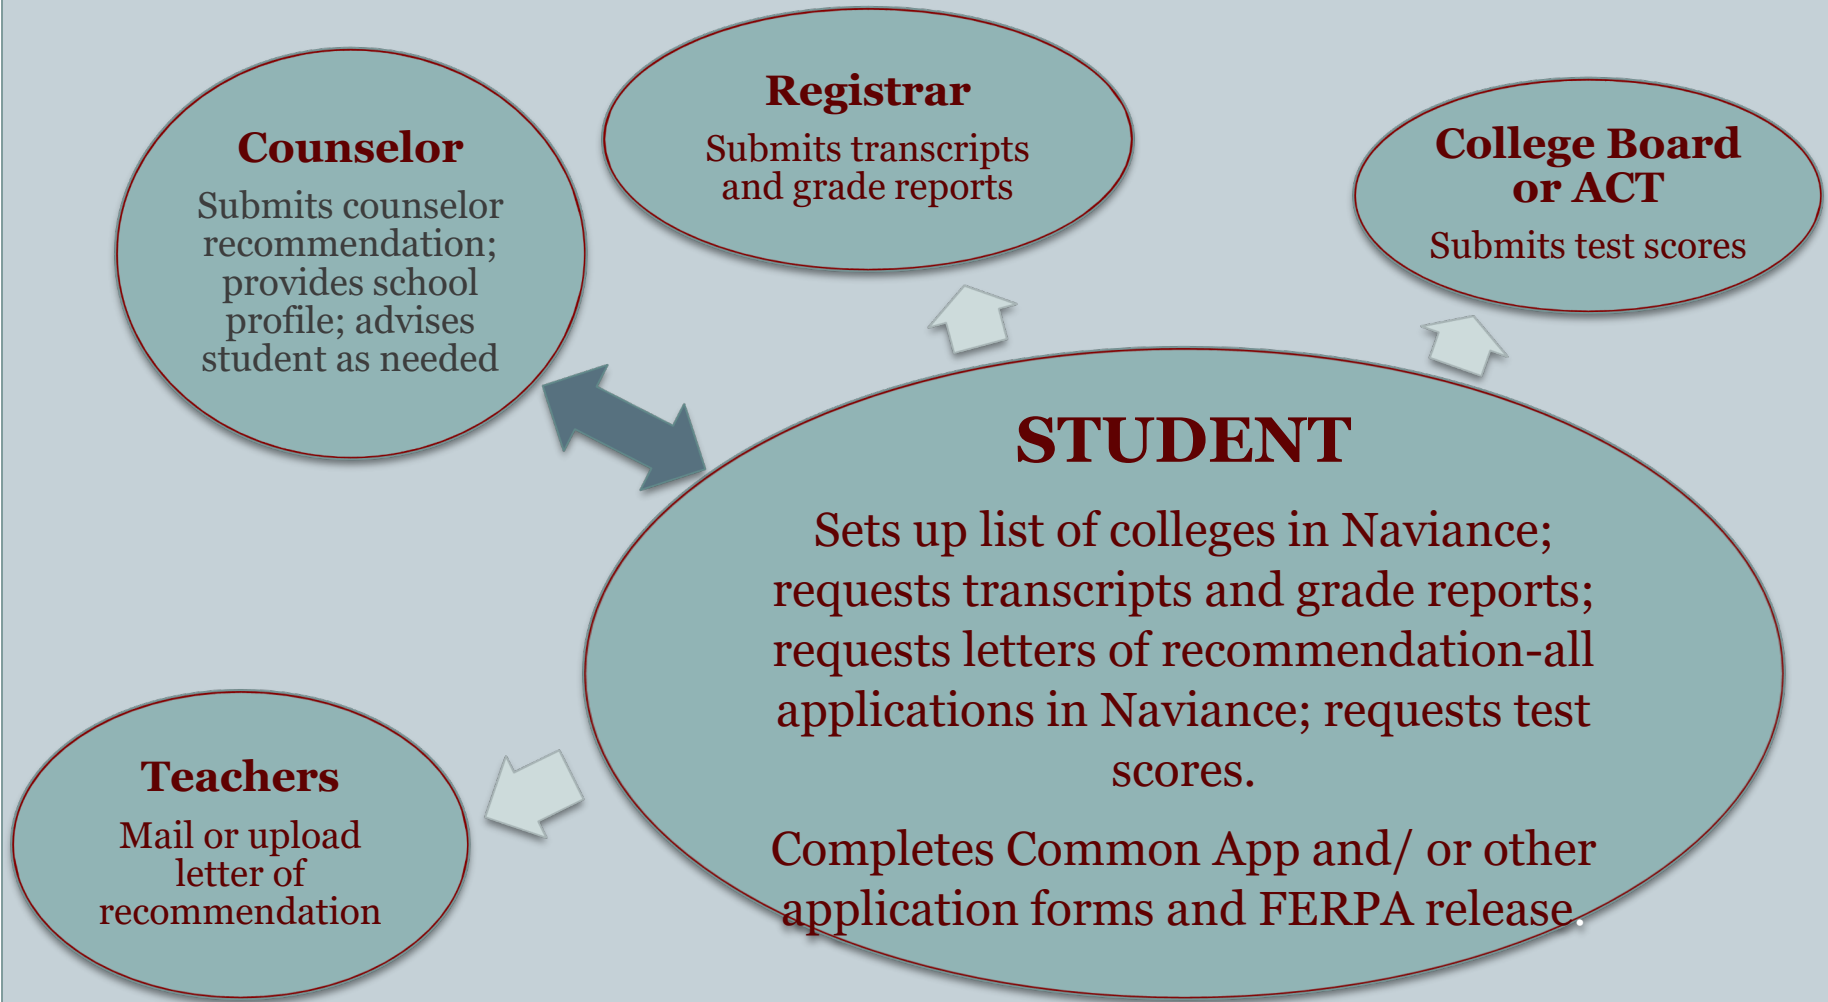 Counselor
Submits counselor
recommendation;
provides school
profile; advises
student as needed
Registrar
Submits transcripts
and grade reports
College Board
or ACT
Submits test scores
STUDENT
Sets up list of colleges in Naviance;
requests transcripts and grade reports;
requests letters of recommendation-all
applications in Naviance; requests test
scores.
Completes Common App and/ or other
application forms and FERPA release.
Teachers
Mail or upload
letter of
recommendation